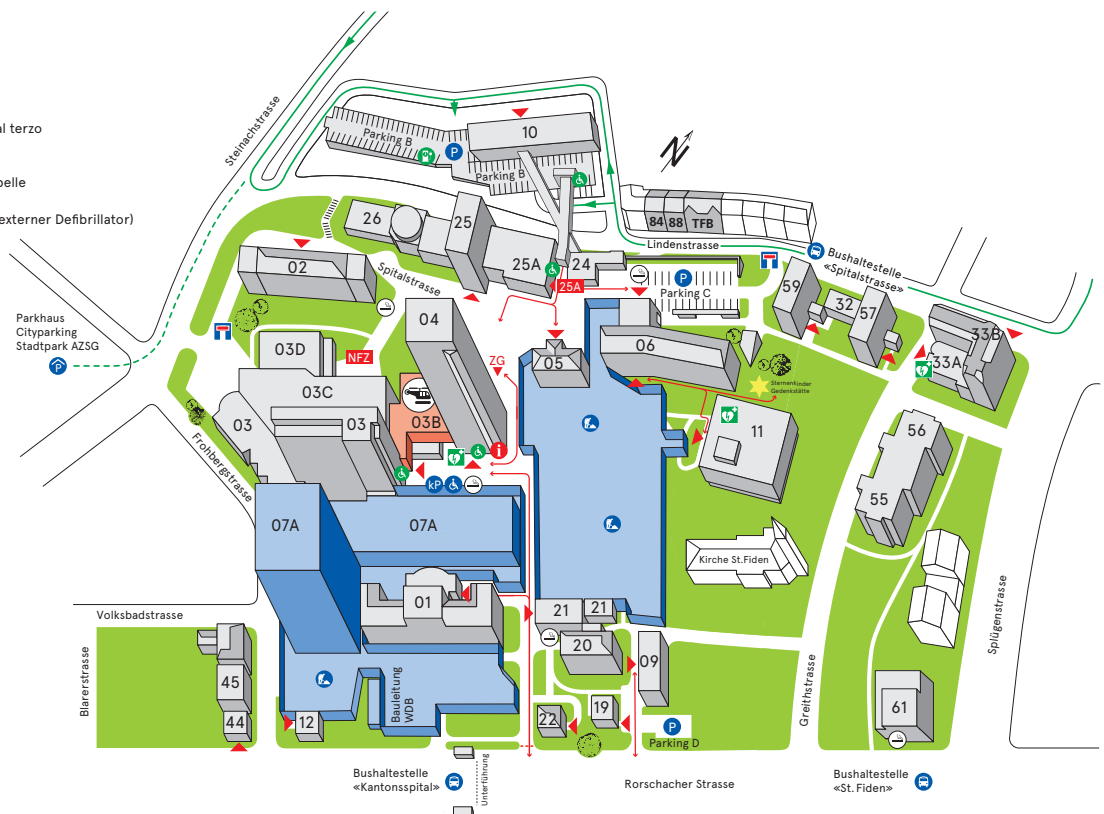 al terzo
pelle
externer Defibrillator)
Steinachstrasse
Parking B
P
10
Parking B
N
84
88
TFB
Lindenstrasse
Bushaltestelle
«Spitalstrasse»
26
25
25A
24
25A
P
Parking C
02
Spitalstrasse
59
32
57
33B
33A
Parkhaus
Cityparking
Stadtpark AZSG
P
04
03D
NFZ
ZG
05
06
Sternenkinder
Gedenkstätte
03C
03
03
03B
i
kP
11
56
55
Frohbergstrasse
07A
07A
Kirche St.Fiden
01
21
21
20
09
Volksbadstrasse
Blarerstrasse
45
44
12
Bauleitung
WDB
22
19
P
Parking D
Greithstrasse
Splügenstrasse
61
Bushaltestelle
«Kantonsspital»
Unterführung
Rorschacher Strasse
Bushaltestelle
«St. Fiden»